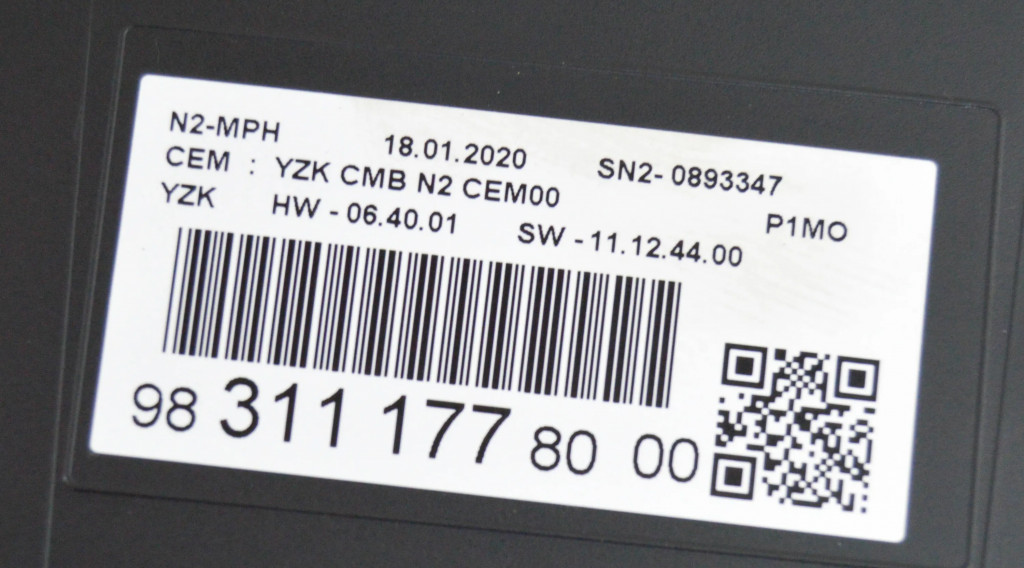 N2-MPH 18.01.2020 SN2- 0893347
CEM : YZK CMB N2 CEM00 P1MO
YZK HW - 06.40.01 SW - 11.12.44.00
98 311 177 80 00